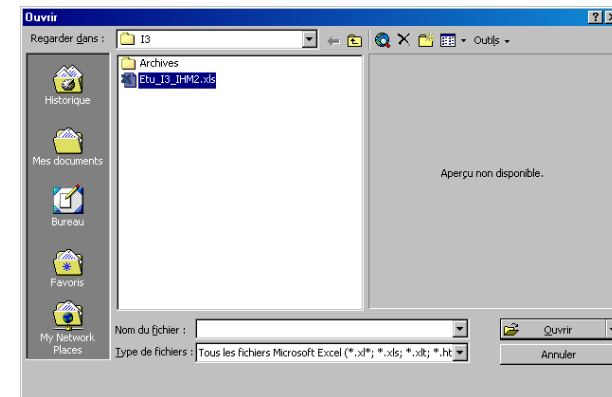 Ouvrir
Regarder dans :
I3
Outils
Archives
Etu_I3_IHM2.xls
Historique
Mes documents
Bureau
Favoris
My Network
Places
Aperçu non disponible.
Nom du fichier :
Ouvrir
Type de fichiers :
Tous les fichiers Microsoft Excel (*.xl*; *.xls; *.xlt; *.ht
Annuler